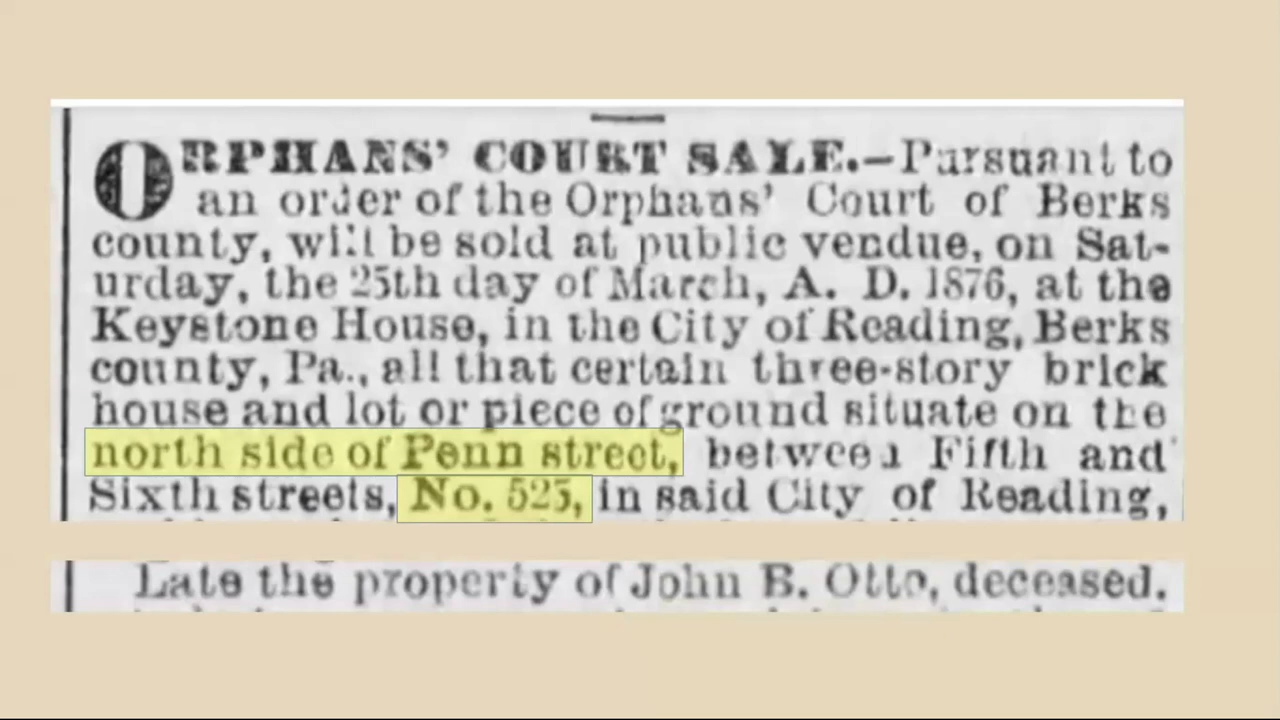 ORPHANS' COURT SALE.—Pursuant to
an order of the Orphans' Court of Berks
county, will be sold at public vendue, on Sat-
urday, the 25th day of March, A. D. 1876, at the
Keystone House, in the City of Reading, Berks
county, Pa., all that certain three-story brick
house and lot or piece of ground situate on the
north side of Penn street, between Fifth and
Sixth streets, No. 525, in said City of Reading,
Late the property of John B. Otto, deceased.